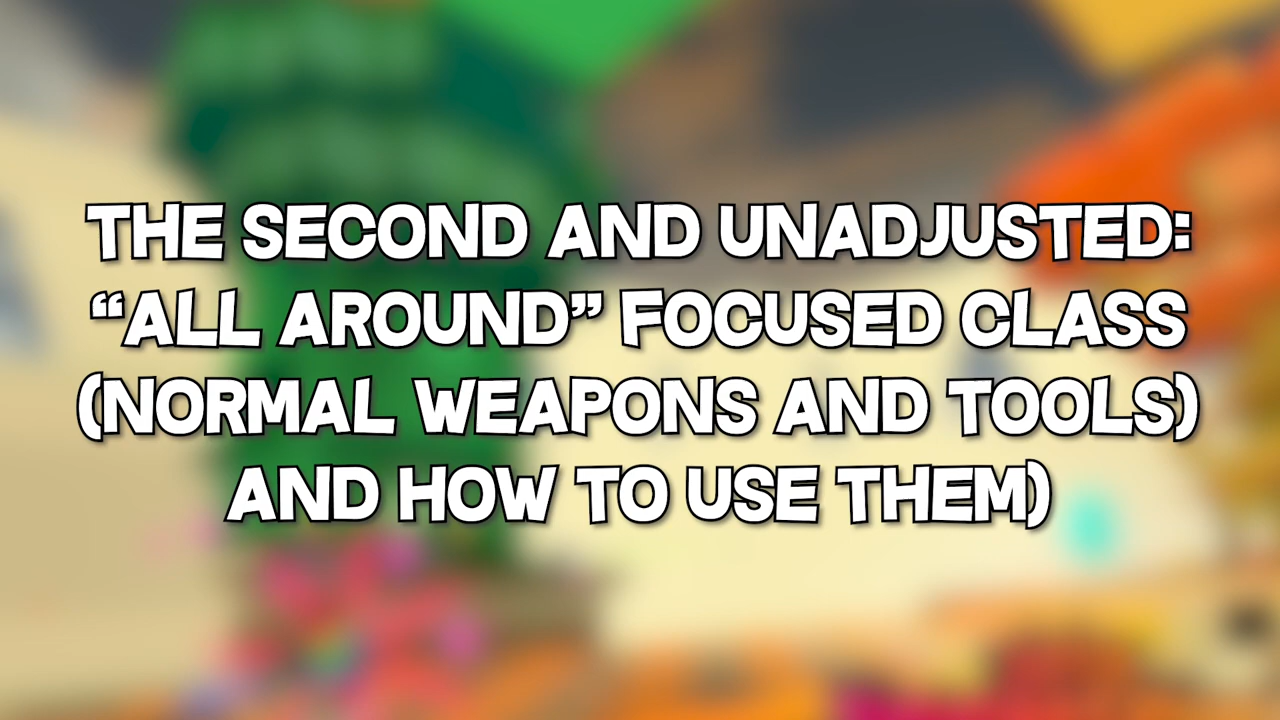 THE SECOND AND UNADJUSTED:
“ALL AROUND” FOCUSED CLASS
(NORMAL WEAPONS AND TOOLS)
AND HOW TO USE THEM)